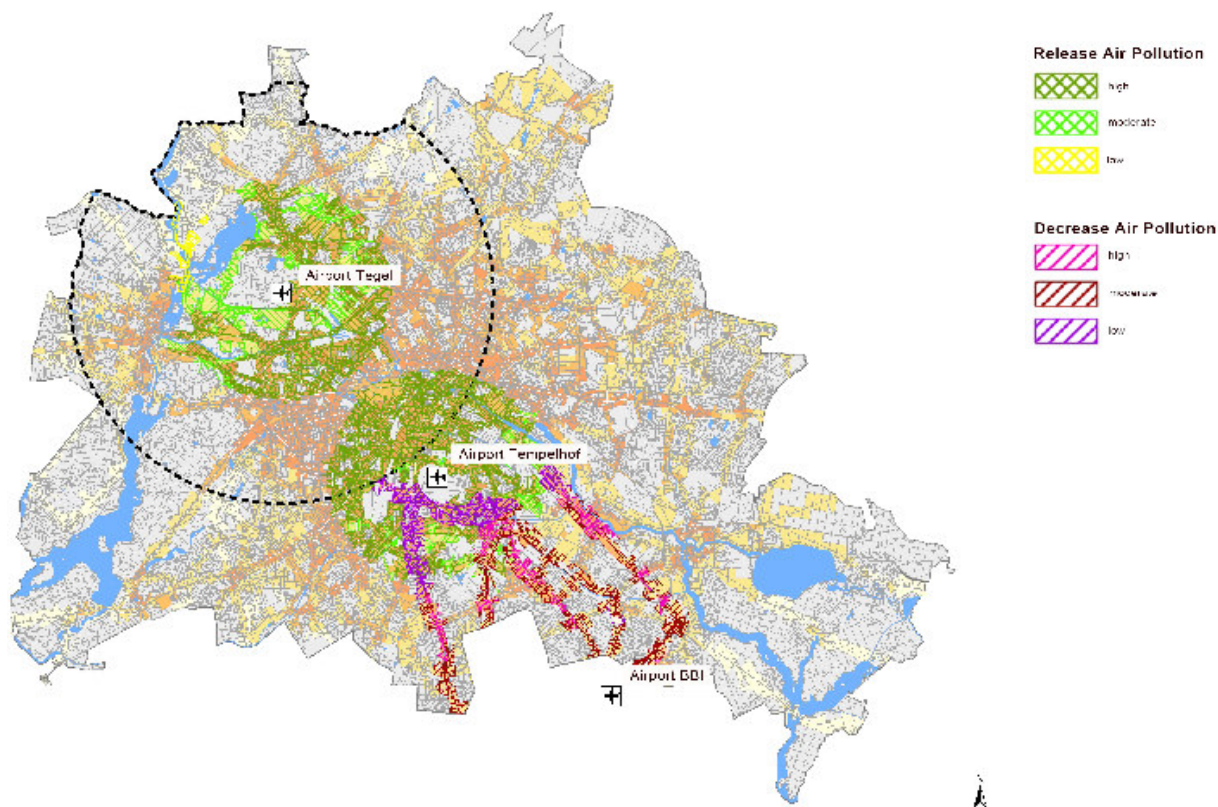 Release Air Pollution
high
moderate
low
Decrease Air Pollution
high
moderate
low
Airport Tegel
Airport Tempelhof
Airport BBI